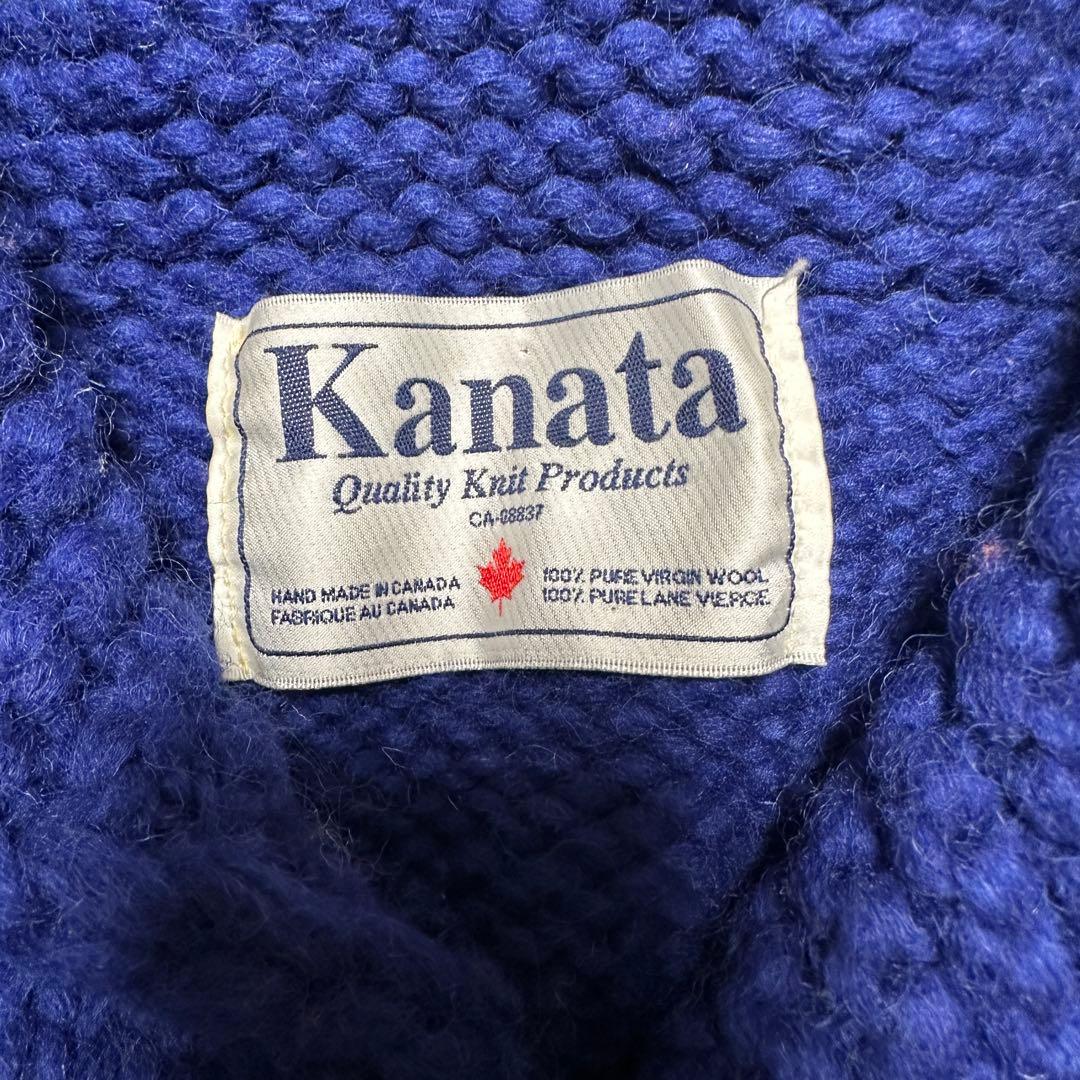 Kanata
Quality Knit Products
CA-08837
HAND MADE IN CANADA
FABRIQUE AU CANADA
100% PURE VIRGIN WOOL
100% PURE LANE VIERGE